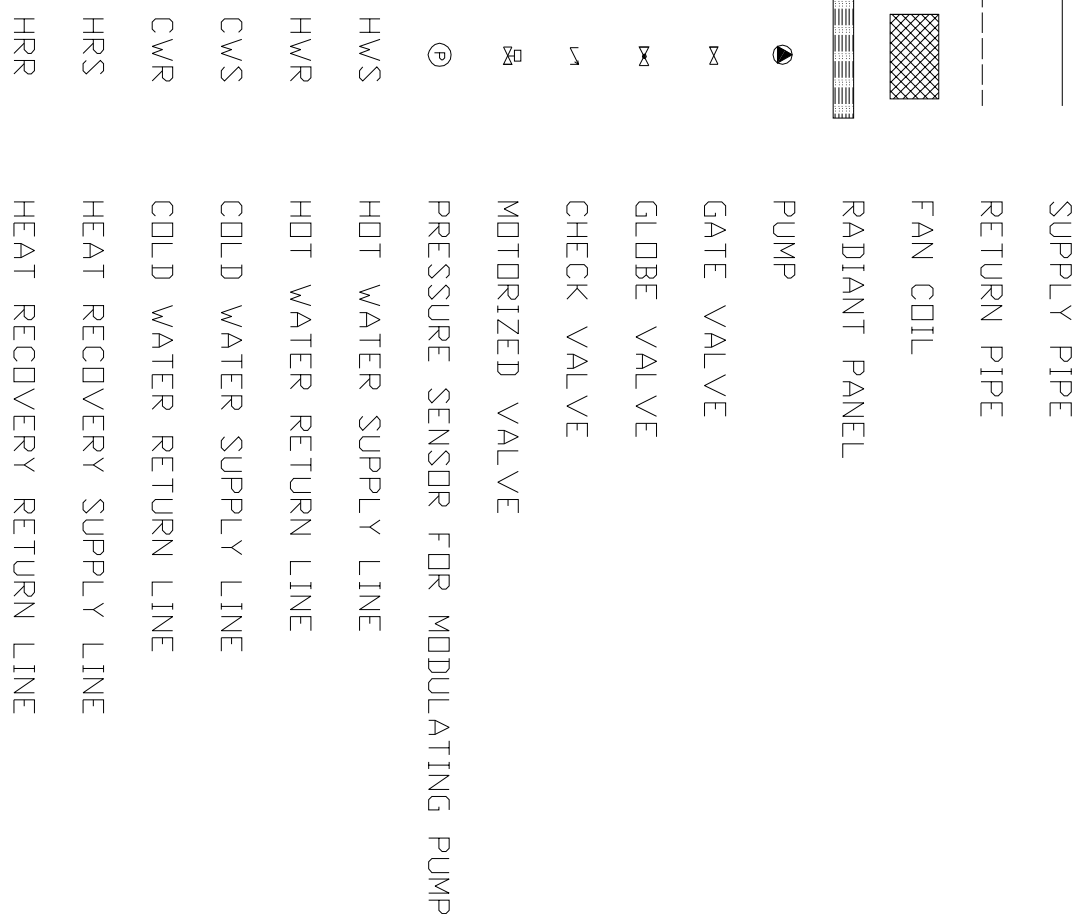 SUPPLY PIPE
RETURN PIPE
FAN COIL
RADIANT PANEL
PUMP
GATE VALVE
GLOBE VALVE
CHECK VALVE
MOTORIZED VALVE
P PRESSURE SENSOR FOR MODULATING PUMP
HWS HOT WATER SUPPLY LINE
HWR HOT WATER RETURN LINE
CWS COLD WATER SUPPLY LINE
CWR COLD WATER RETURN LINE
HRS HEAT RECOVERY SUPPLY LINE
HRR HEAT RECOVERY RETURN LINE